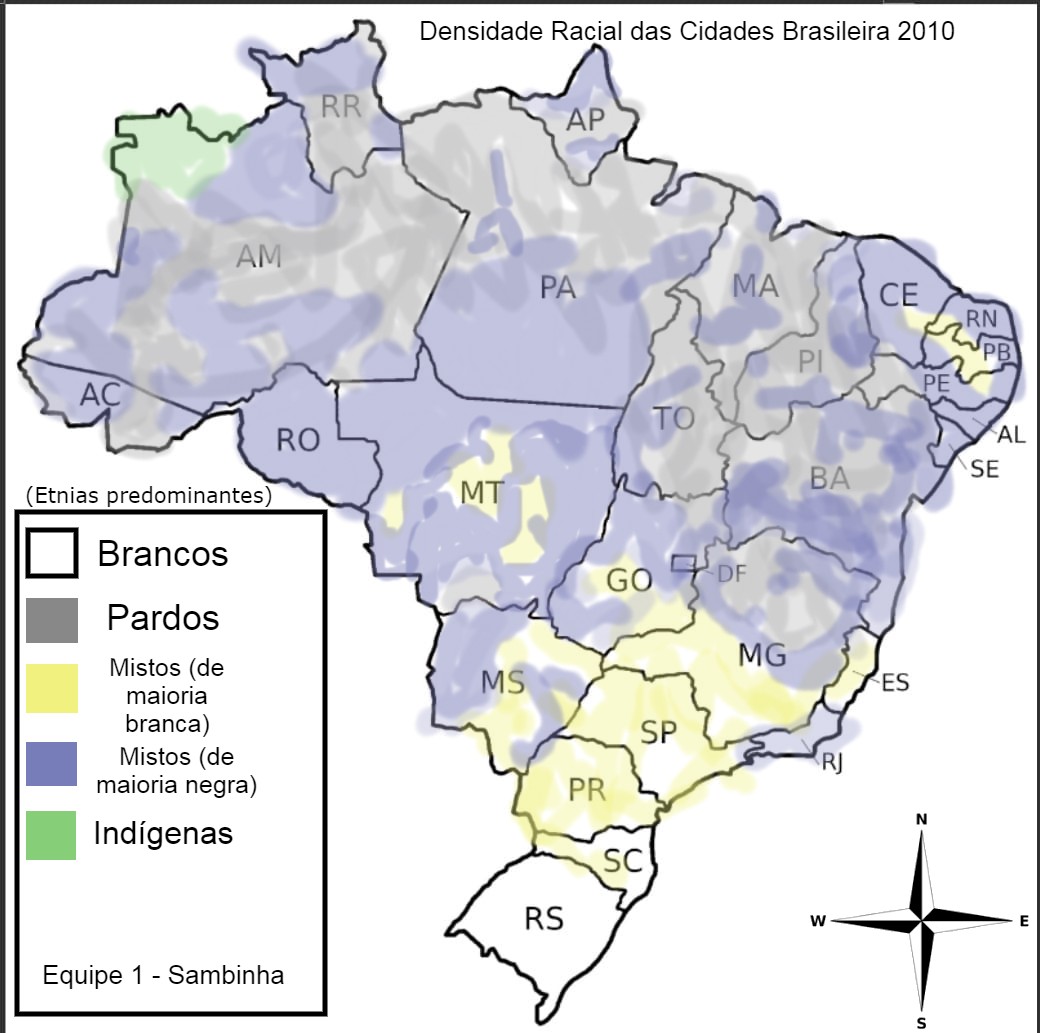 Densidade Racial das Cidades Brasileira 2010
RR
AP
AM
PA
MA
CE
RN
PB
PI
PE
AC
TO
AL
RO
SE
BA
MT
GO
DF
MG
ES
MS
SP
RJ
PR
SC
RS
(Etnias predominantes)
Brancos
Pardos
Mistos (de
maioria
branca)
Mistos (de
maioria negra)
Indígenas
Equipe 1 - Sambinha
N
W
E
S